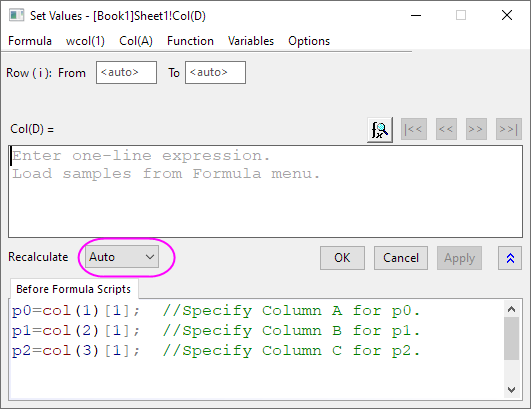 Set Values - [Book1]Sheet1!Col(D)
Formula wcol(1) Col(A) Function Variables Options
Row ( i ): From <auto> To <auto>
Col(D) =
|<< << >> >>|
Enter one-line expression.
Load samples from Formula menu.
Recalculate Auto OK Cancel Apply
Before Formula Scripts
p0=col(1)[1]; //Specify Column A for p0.
p1=col(2)[1]; //Specify Column B for p1.
p2=col(3)[1]; //Specify Column C for p2.